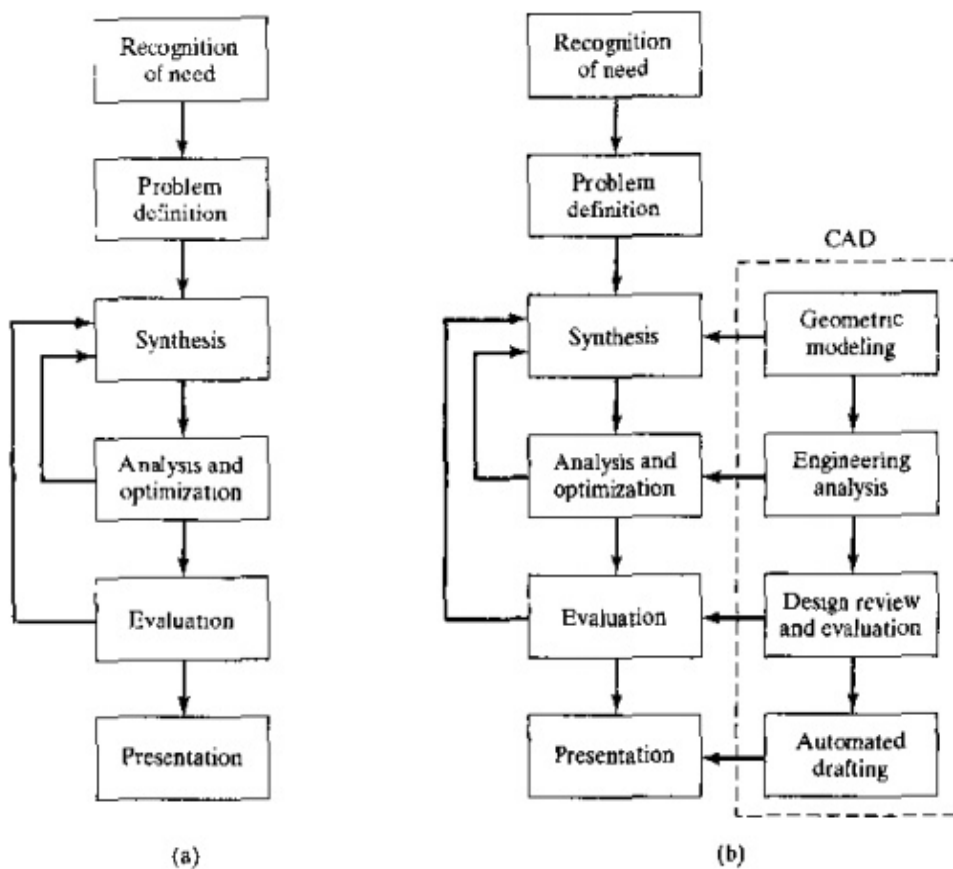 Recognition
of need
Problem
definition
Synthesis
Analysis and
optimization
Evaluation
Presentation
(a)
Recognition
of need
Problem
definition
Synthesis
Analysis and
optimization
Evaluation
Presentation
CAD
Geometric
modeling
Engineering
analysis
Design review
and evaluation
Automated
drafting
(b)